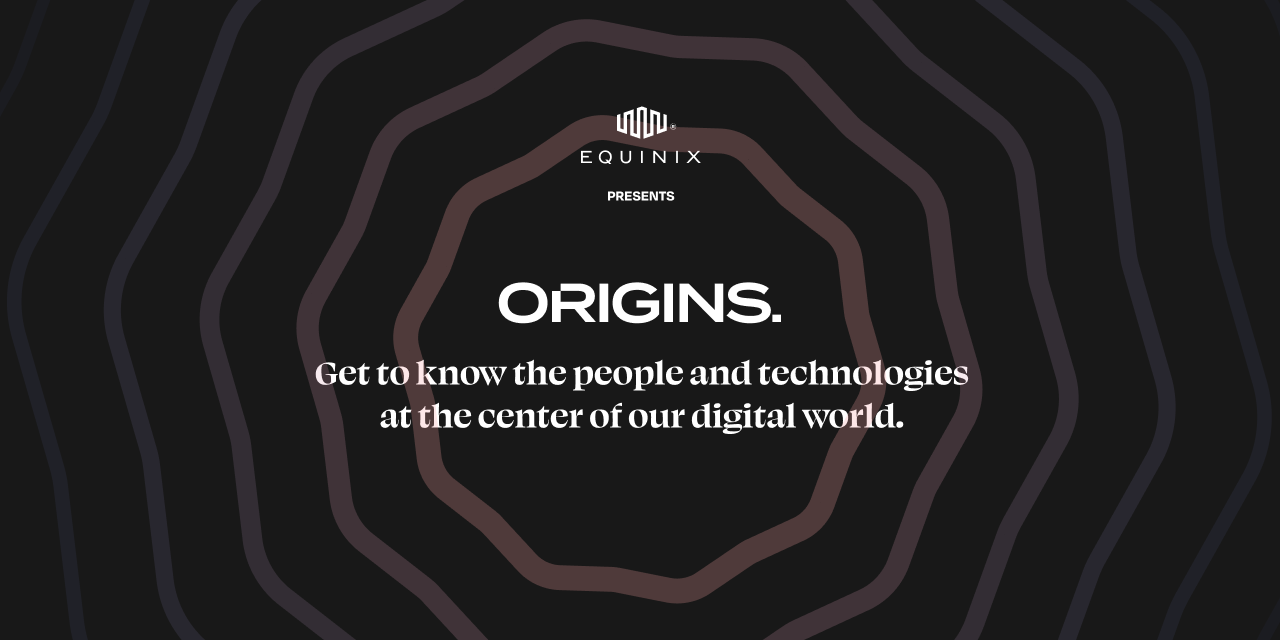 EQUINIX
PRESENTS
ORIGINS.
Get to know the people and technologies
at the center of our digital world.